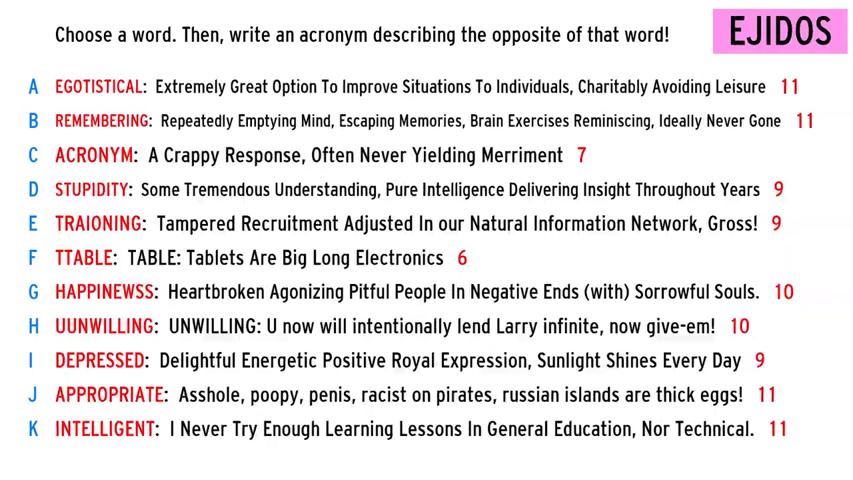 Choose a word. Then, write an acronym describing the opposite of that word!
EJIDOS
A EGOTISTICAL: Extremely Great Option To Improve Situations To Individuals, Charitably Avoiding Leisure 11
B REMEMBERING: Repeatedly Emptying Mind, Escaping Memories, Brain Exercises Reminiscing, Ideally Never Gone 11
C ACRONYM: A Crappy Response, Often Never Yielding Merriment 7
D STUPIDITY: Some Tremendous Understanding, Pure Intelligence Delivering Insight Throughout Years 9
E TRAIONING: Tampered Recruitment Adjusted In our Natural Information Network, Gross! 9
F TTABLE: TABLE: Tablets Are Big Long Electronics 6
G HAPPINEWSS: Heartbroken Agonizing Pitful People In Negative Ends (with) Sorrowful Souls. 10
H UUNWILLING: UNWILLING: U now will intentionally lend Larry infinite, now give-em! 10
I DEPRESSED: Delightful Energetic Positive Royal Expression, Sunlight Shines Every Day 9
J APPROPRIATE: Asshole, poopy, penis, racist on pirates, russian islands are thick eggs! 11
K INTELLIGENT: I Never Try Enough Learning Lessons In General Education, Nor Technical. 11